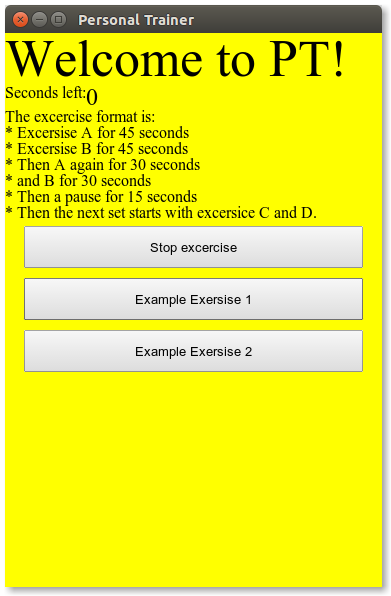 Personal Trainer
Welcome to PT!
Seconds left:0
The excercise format is:
* Excersise A for 45 seconds
* Excersise B for 45 seconds
* Then A again for 30 seconds
* and B for 30 seconds
* Then a pause for 15 seconds
* Then the next set starts with excersice C and D.
Stop excercise
Example Exersise 1
Example Exersise 2